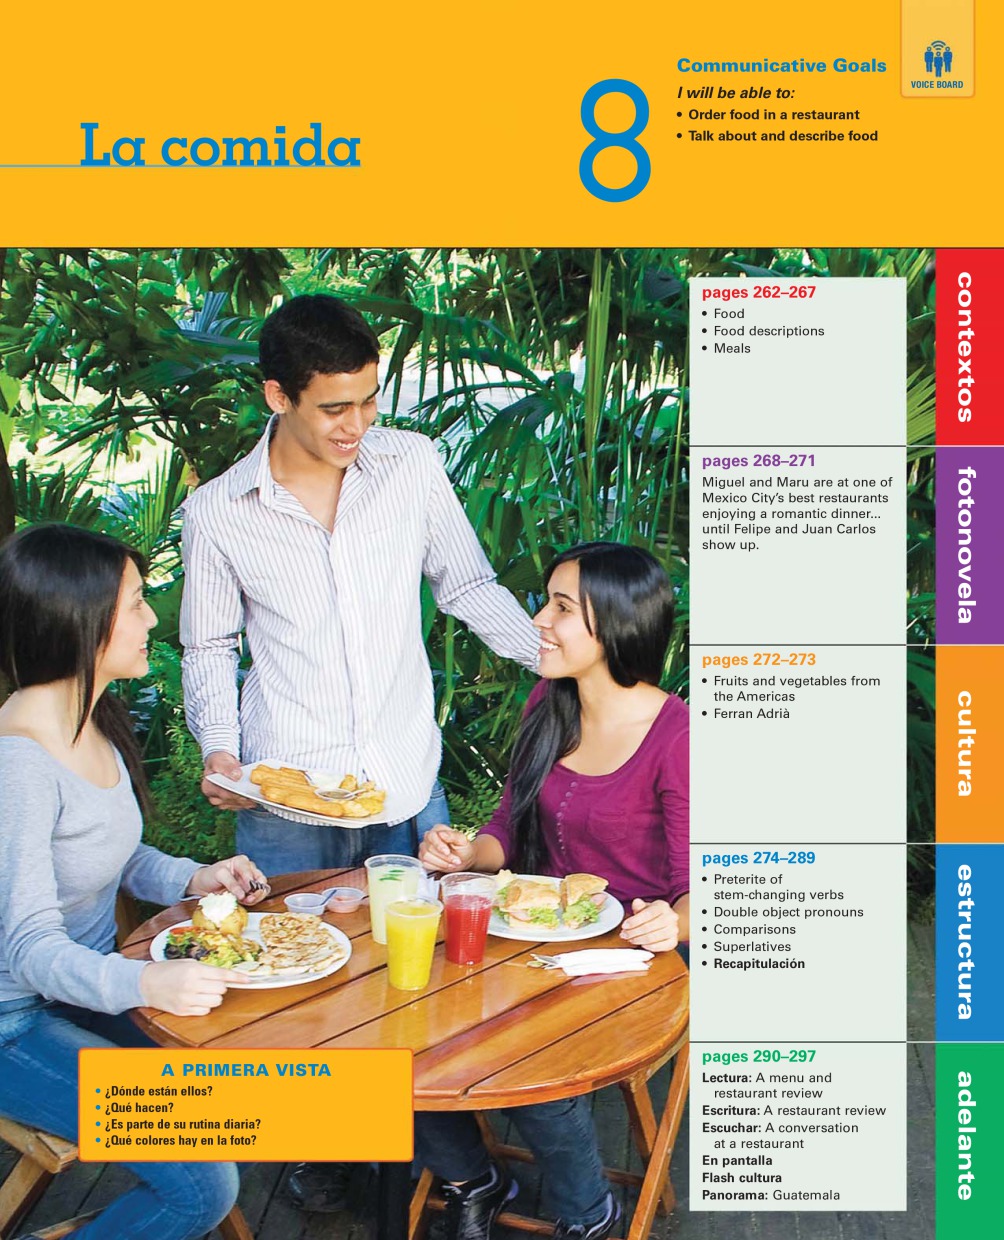 La comida
8
Communicative Goals
I will be able to:
• Order food in a restaurant
• Talk about and describe food
VOICE BOARD
contextos
pages 262–267
• Food
• Food descriptions
• Meals
fotonovela
pages 268–271
Miguel and Maru are at one of
Mexico City's best restaurants
enjoying a romantic dinner...
until Felipe and Juan Carlos
show up.
cultura
pages 272–273
• Fruits and vegetables from
the Americas
• Ferran Adrià
estructura
pages 274–289
• Preterite of
stem-changing verbs
• Double object pronouns
• Comparisons
• Superlatives
• Recapitulación
adelante
pages 290–297
Lectura: A menu and
restaurant review
Escritura: A restaurant review
Escuchar: A conversation
at a restaurant
En pantalla
Flash cultura
Panorama: Guatemala
A PRIMERA VISTA
• ¿Dónde están ellos?
• ¿Qué hacen?
• ¿Es parte de su rutina diaria?
• ¿Qué colores hay en la foto?